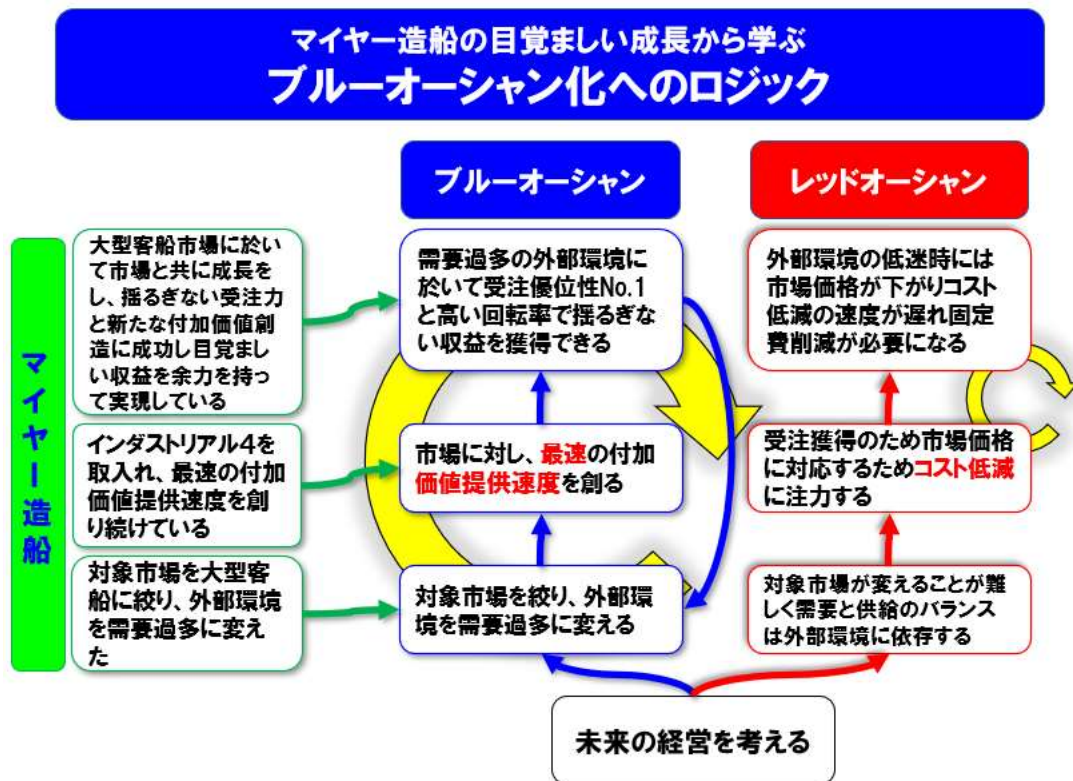 マイヤー造船の目覚ましい成長から学ぶ
ブルーオーシャン化へのロジック
ブルーオーシャン
レッドオーシャン
マイヤー造船
大型客船市場に於い
て市場と共に成長を
し、揺るぎない受注力
と新たな付加価値創
造に成功し目覚まし
い収益を余力を持っ
て実現している
需要過多の外部環境に
於いて受注優位性No.1
と高い回転率で揺るぎな
い収益を獲得できる
外部環境の低迷時には
市場価格が下がりコスト
低減の速度が遅れ固定
費削減が必要になる
インダストリアル4を
取入れ、最速の付加
価値提供速度を創
り続けている
市場に対し、最速の付加
価値提供速度を創る
受注獲得のため市場価格
に対応するためコスト低減
に注力する
対象市場を大型客
船に絞り、外部環境
を需要過多に変え
た
対象市場を絞り、外部環
境を需要過多に変える
対象市場が変えることが難
しく需要と供給のバランス
は外部環境に依存する
未来の経営を考える